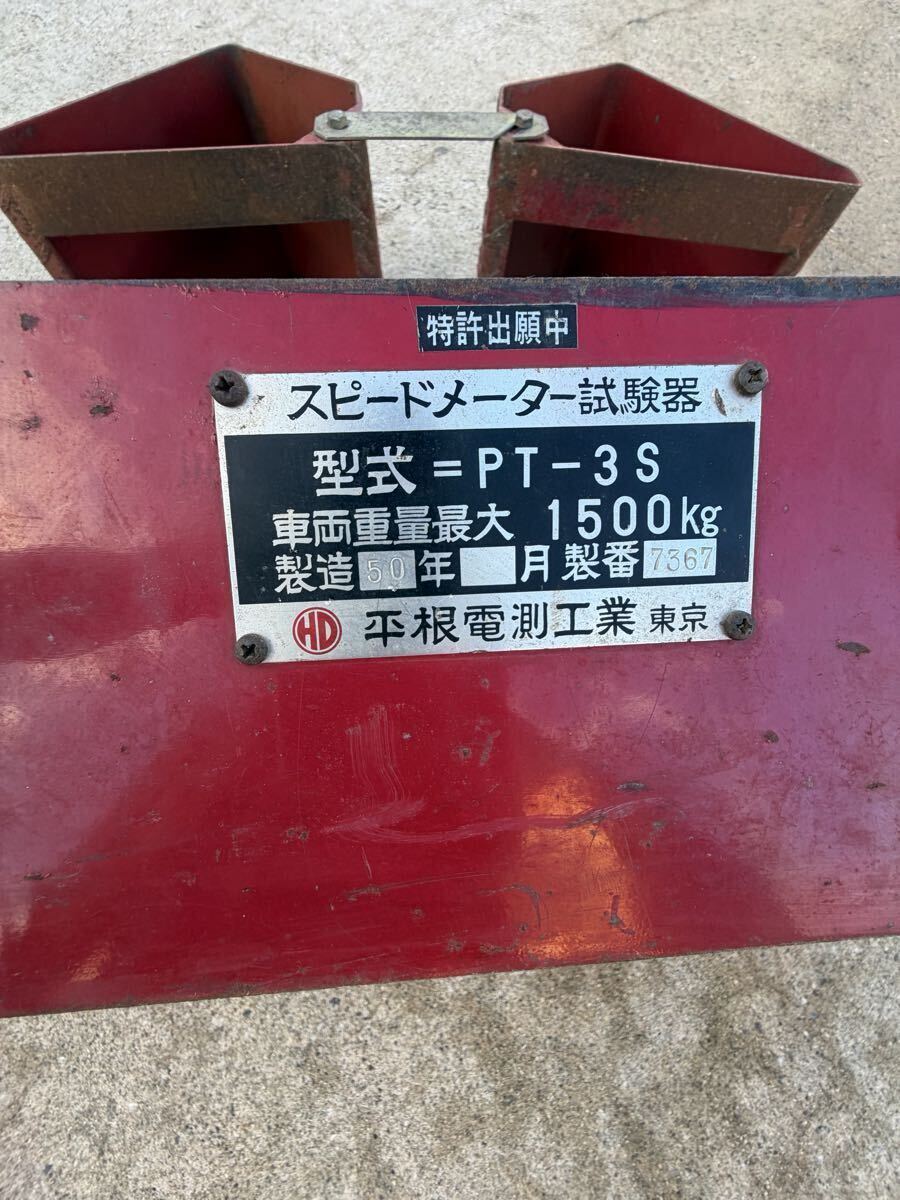 特許出願中
スピードメーター試験器
型式=PT-3S
車両重量最大 1500kg
製造50年 月製番7367
HD 平根電測工業 東京